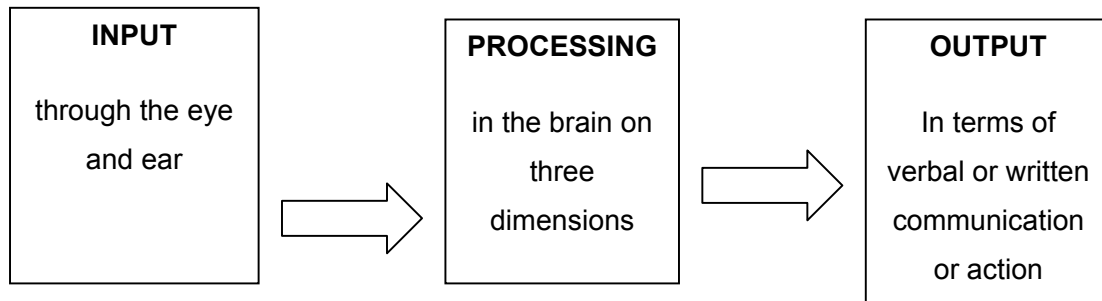 INPUT
through the eye
and ear
PROCESSING
in the brain on
three
dimensions
OUTPUT
In terms of
verbal or written
communication
or action